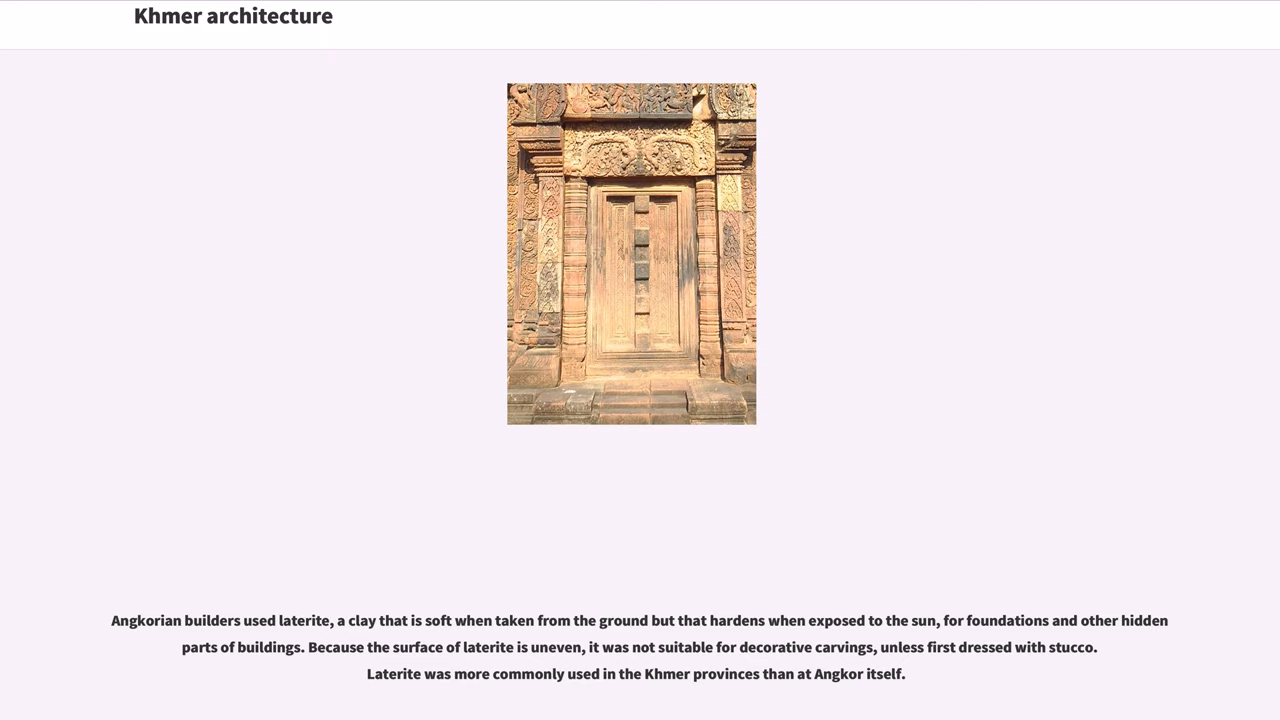 Khmer architecture
Angkorian builders used laterite, a clay that is soft when taken from the ground but that hardens when exposed to the sun, for foundations and other hidden
parts of buildings. Because the surface of laterite is uneven, it was not suitable for decorative carvings, unless first dressed with stucco.
Laterite was more commonly used in the Khmer provinces than at Angkor itself.